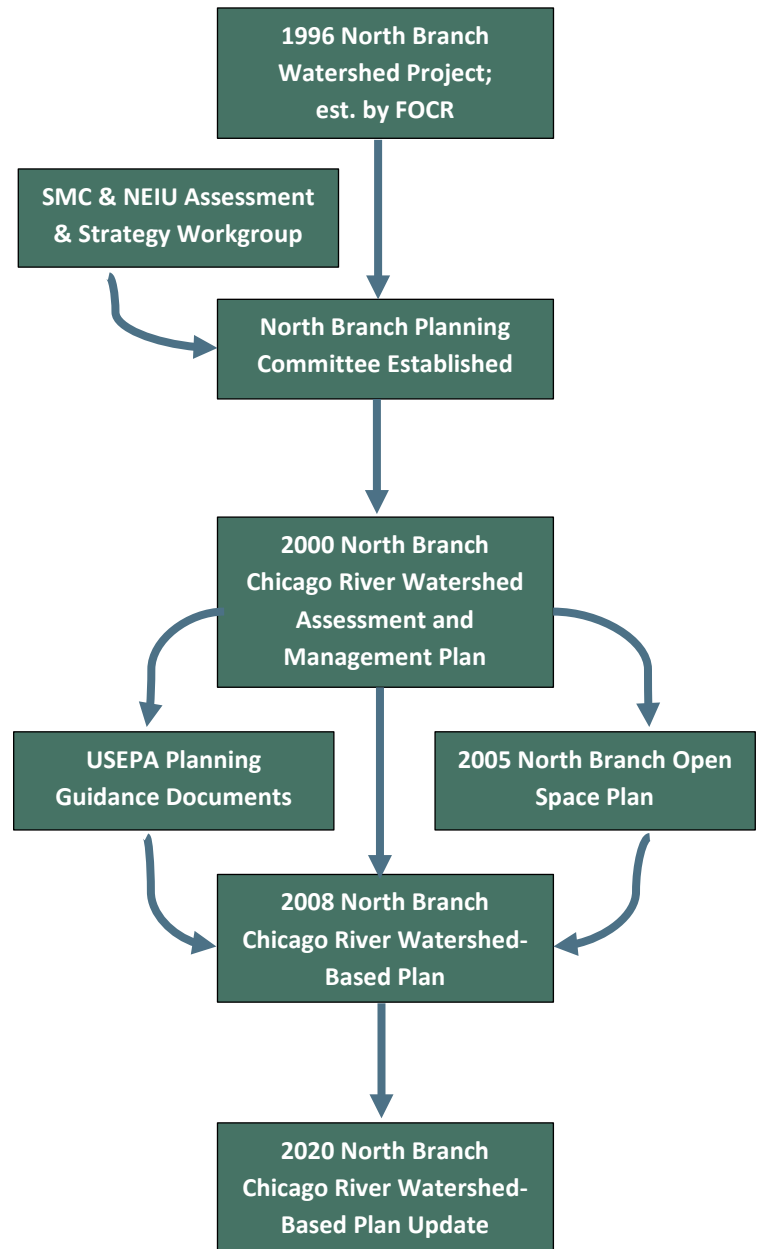 1996 North Branch
Watershed Project;
est. by FOCR
SMC & NEIU Assessment
& Strategy Workgroup
North Branch Planning
Committee Established
2000 North Branch
Chicago River Watershed
Assessment and
Management Plan
USEPA Planning
Guidance Documents
2005 North Branch Open
Space Plan
2008 North Branch
Chicago River Watershed-
Based Plan
2020 North Branch
Chicago River Watershed-
Based Plan Update